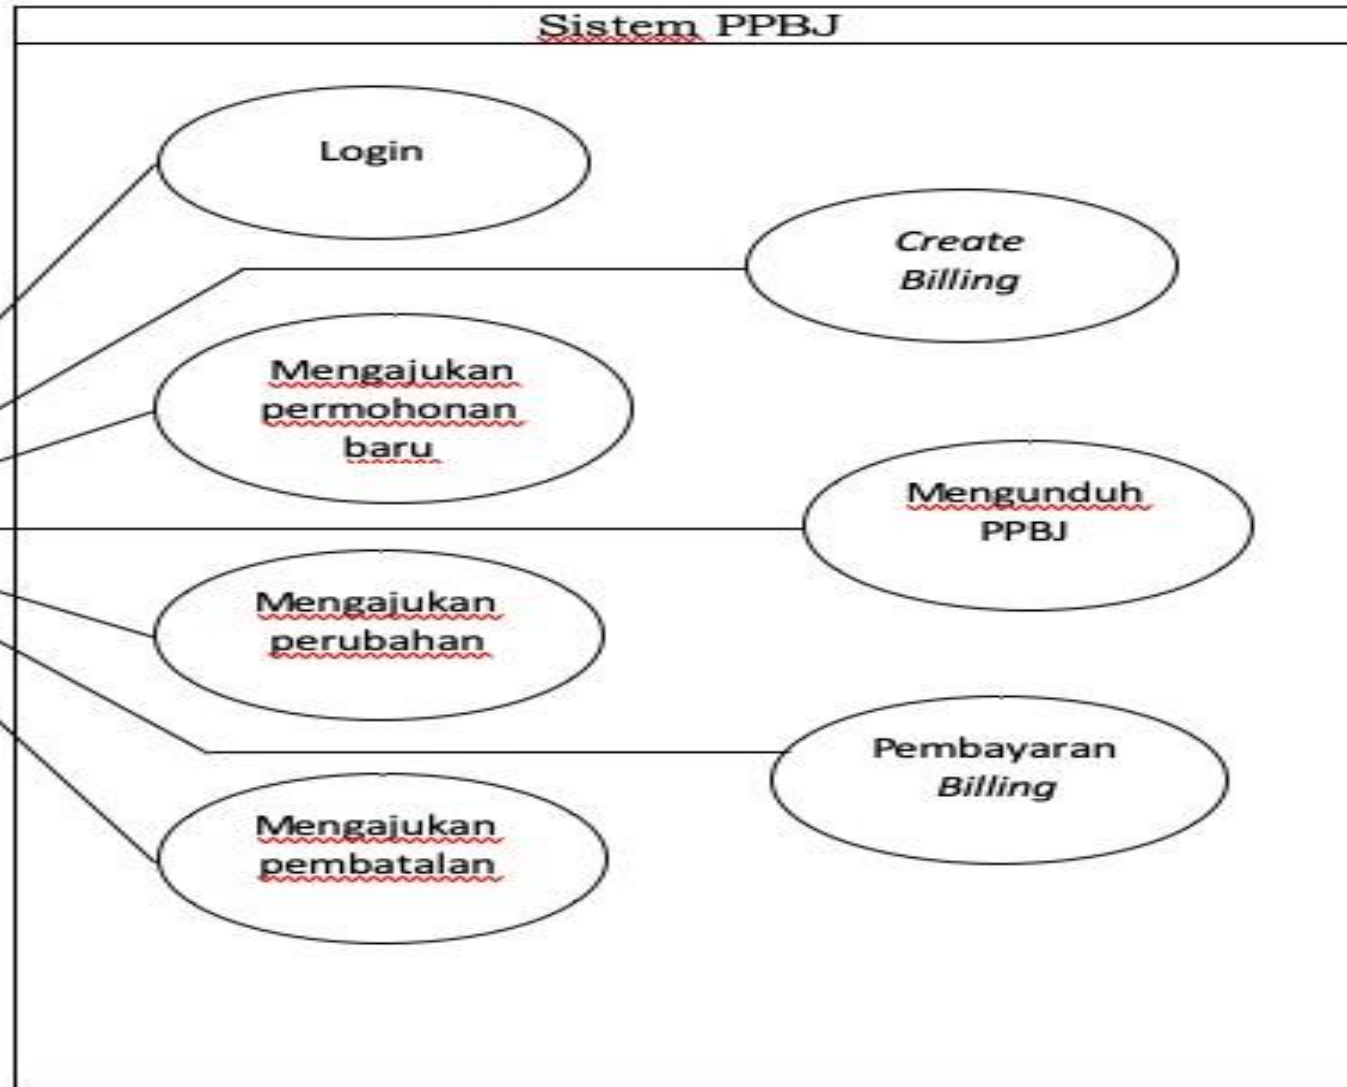 Sistem PPBJ
Login
Create
Billing
Mengajukan
permohonan
baru
Mengunduh
PPBJ
Mengajukan
perubahan
Pembayaran
Billing
Mengajukan
pembatalan